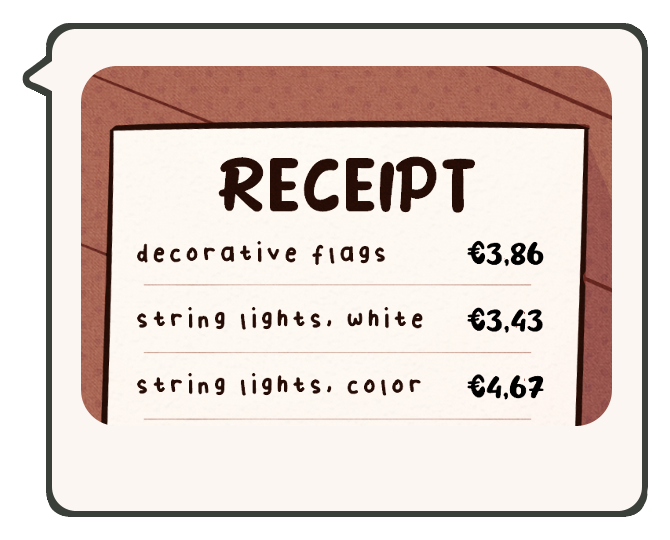 RECEIPT
decorative flags €3,86
string lights, white €3,43
string lights, color €4,67